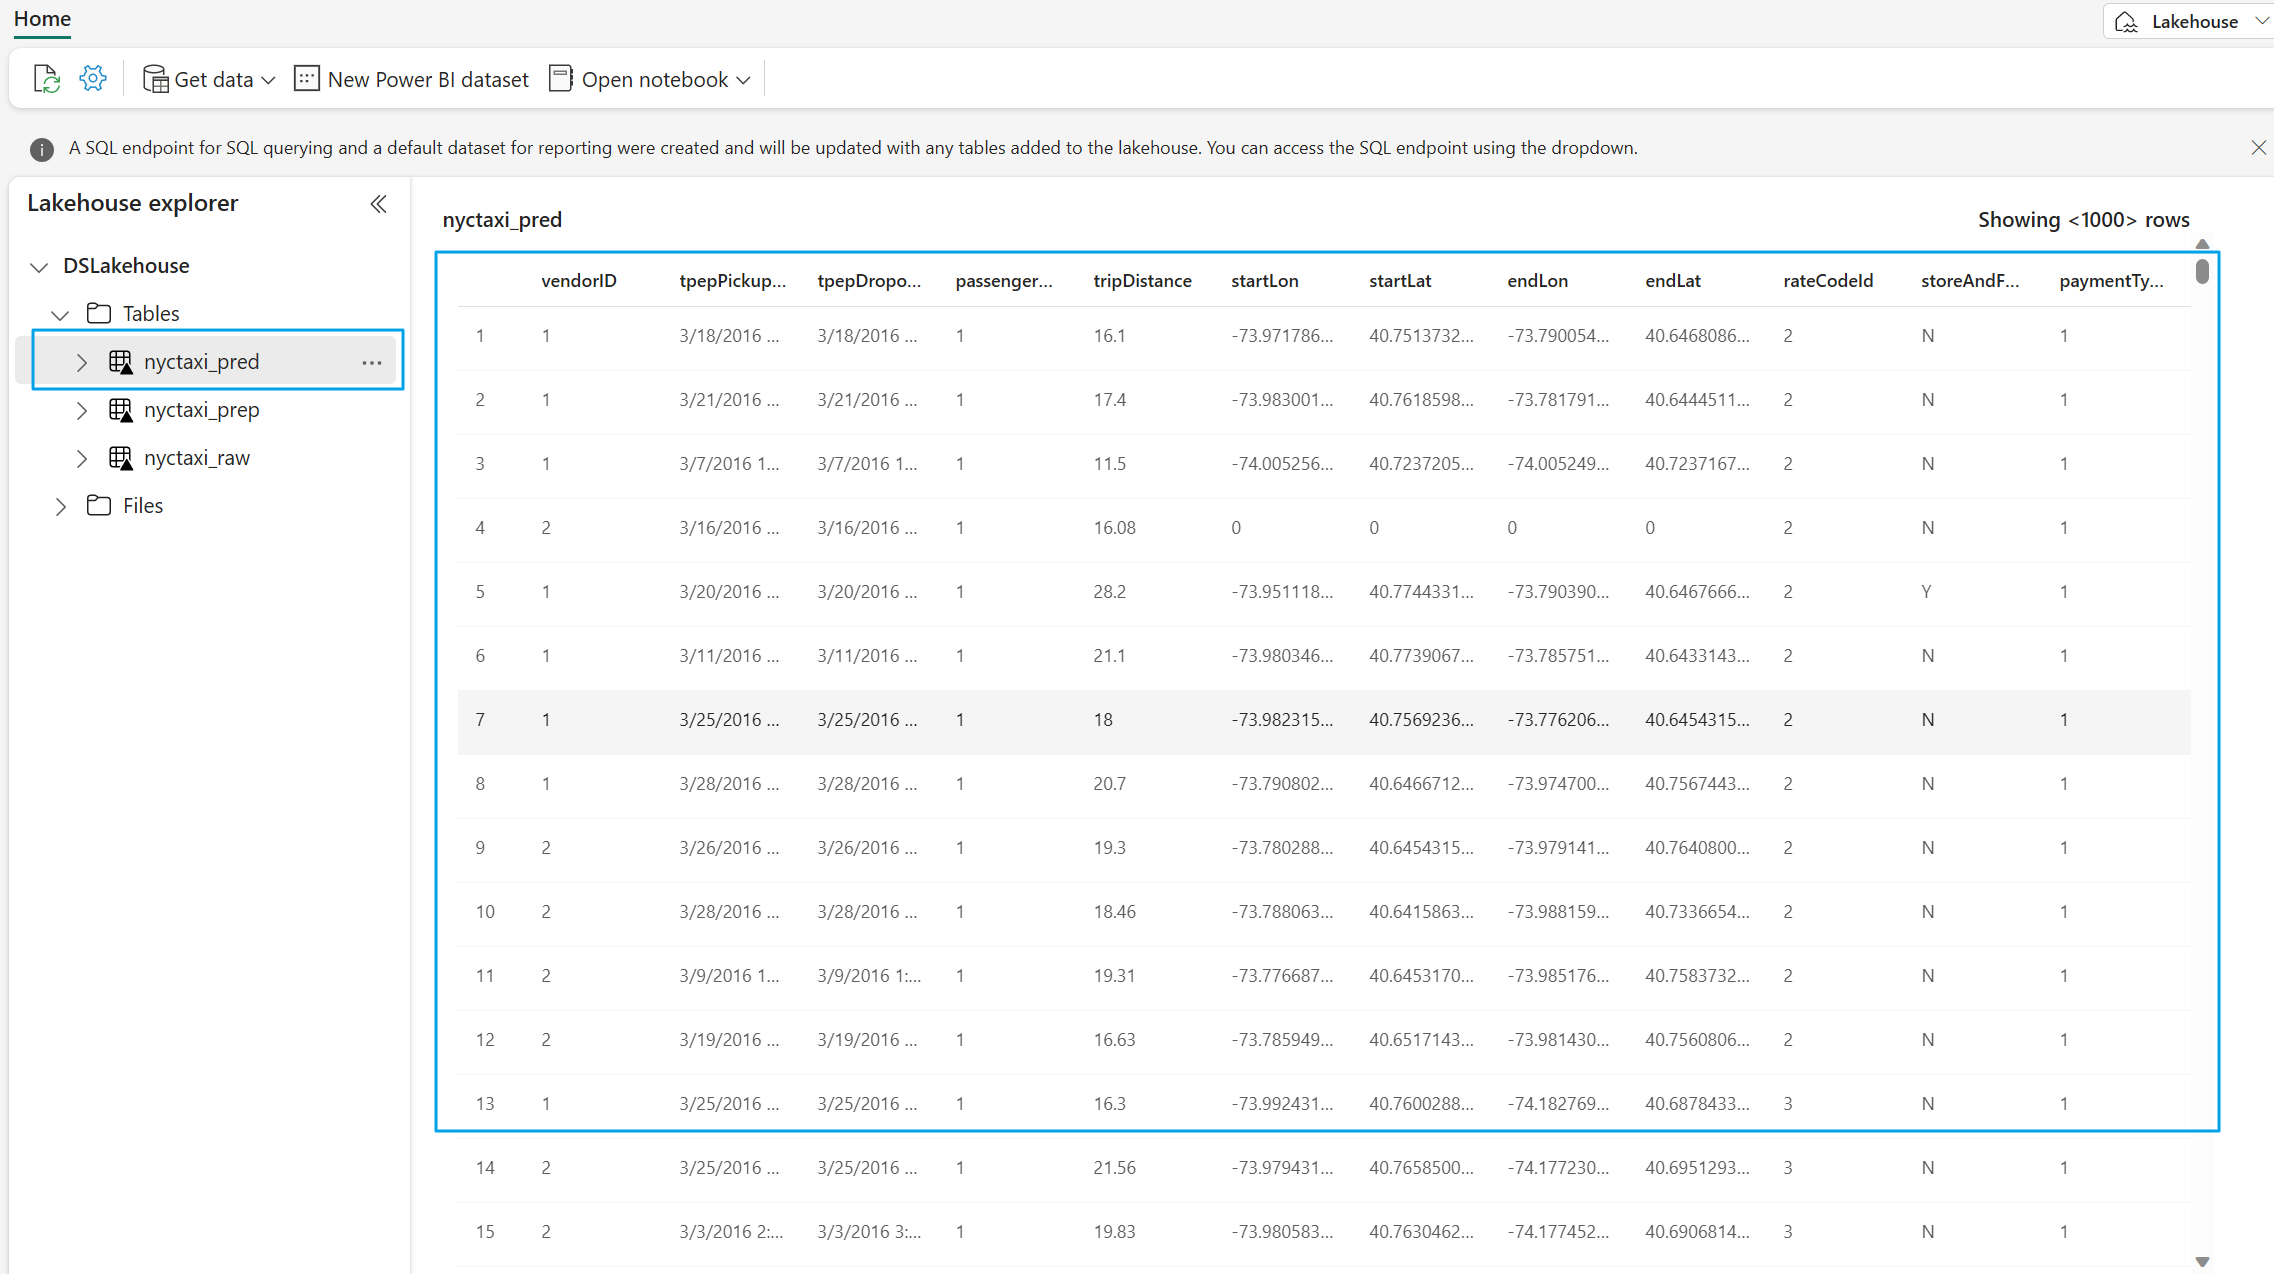 Home
Lakehouse
Get data
New Power BI dataset
Open notebook
A SQL endpoint for SQL querying and a default dataset for reporting were created and will be updated with any tables added to the lakehouse. You can access the SQL endpoint using the dropdown.
Lakehouse explorer
DSLakehouse
Tables
nyctaxi_pred
nyctaxi_prep
nyctaxi_raw
Files
nyctaxi_pred Showing <1000> rows
vendorID tpepPickup... tpepDropo... passenger... tripDistance startLon startLat endLon endLat rateCodeId storeAndF... paymentTy...
1 1 3/18/2016 ... 3/18/2016 ... 1 16.1 -73.971786... 40.7513732... -73.790054... 40.6468086... 2 N 1
2 1 3/21/2016 ... 3/21/2016 ... 1 17.4 -73.983001... 40.7618598... -73.781791... 40.6444511... 2 N 1
3 1 3/7/2016 1... 3/7/2016 1... 1 11.5 -74.005256... 40.7237205... -74.005249... 40.7237167... 2 N 1
4 2 3/16/2016 ... 3/16/2016 ... 1 16.08 0 0 0 0 2 N 1
5 1 3/20/2016 ... 3/20/2016 ... 1 28.2 -73.951118... 40.7744331... -73.790390... 40.6467666... 2 Y 1
6 1 3/11/2016 ... 3/11/2016 ... 1 21.1 -73.980346... 40.7739067... -73.785751... 40.6433143... 2 N 1
7 1 3/25/2016 ... 3/25/2016 ... 1 18 -73.982315... 40.7569236... -73.776206... 40.6454315... 2 N 1
8 1 3/28/2016 ... 3/28/2016 ... 1 20.7 -73.790802... 40.6466712... -73.974700... 40.7567443... 2 N 1
9 2 3/26/2016 ... 3/26/2016 ... 1 19.3 -73.780288... 40.6454315... -73.979141... 40.7640800... 2 N 1
10 2 3/28/2016 ... 3/28/2016 ... 1 18.46 -73.788063... 40.6415863... -73.988159... 40.7336654... 2 N 1
11 2 3/9/2016 1... 3/9/2016 1:... 1 19.31 -73.776687... 40.6453170... -73.985176... 40.7583732... 2 N 1
12 2 3/19/2016 ... 3/19/2016 ... 1 16.63 -73.785949... 40.6517143... -73.981430... 40.7560806... 2 N 1
13 1 3/25/2016 ... 3/25/2016 ... 1 16.3 -73.992431... 40.7600288... -74.182769... 40.6878433... 3 N 1
14 2 3/25/2016 ... 3/25/2016 ... 1 21.56 -73.979431... 40.7658500... -74.177230... 40.6951293... 3 N 1
15 2 3/3/2016 2:... 3/3/2016 3:... 1 19.83 -73.980583... 40.7630462... -74.177452... 40.6906814... 3 N 1